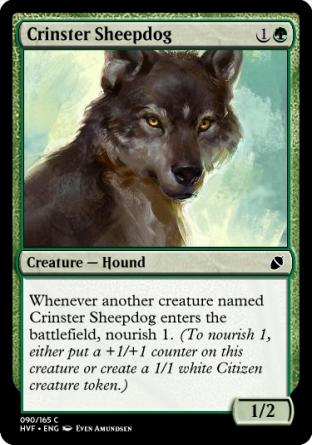 Crinster Sheepdog 1
Creature — Hound
Whenever another creature named
Crinster Sheepdog enters the
battlefield, nourish 1. (To nourish 1,
either put a +1/+1 counter on this
creature or create a 1/1 white Citizen
creature token.)
1/2
090/165 C
HVF • ENG Even Amundsen